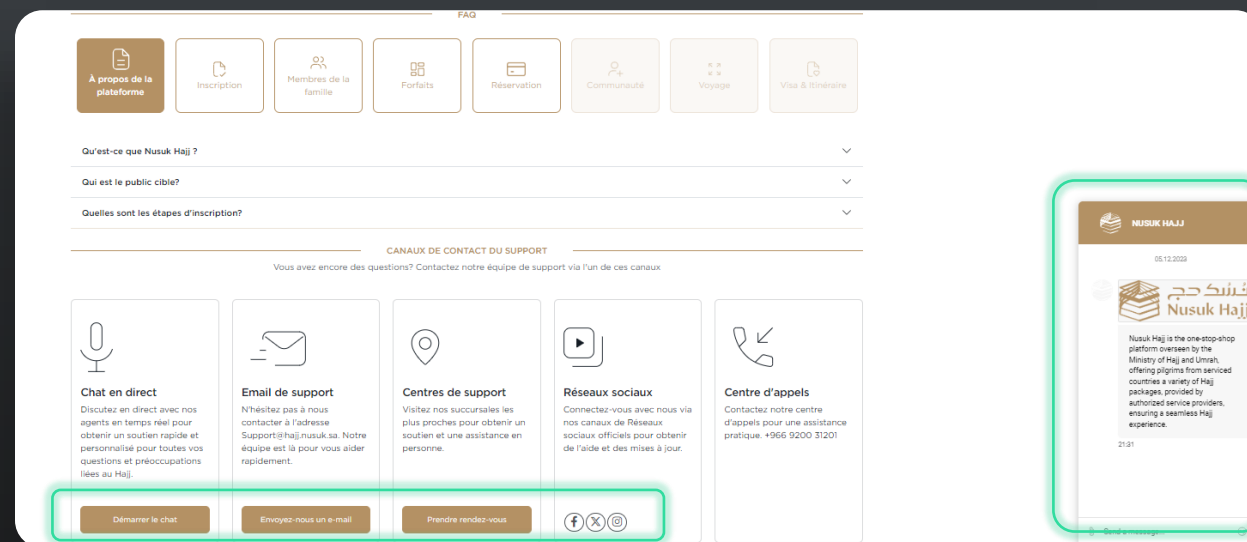 FAQ
À propos de la
plateforme
Inscription
Membres de la
famille
Forfaits
Réservation
Communauté
Voyage
Visa & Itinéraire
Qu'est-ce que Nusuk Hajj ?
Qui est le public cible?
Quelles sont les étapes d'inscription?
CANAUX DE CONTACT DU SUPPORT
Vous avez encore des questions? Contactez notre équipe de support via l'un de ces canaux
Chat en direct
Discutez en direct avec nos
agents en temps réel pour
obtenir un soutien rapide et
personnalisé pour toutes vos
questions et préoccupations
liées au Hajj.
Démarrer le chat
Email de support
N'hésitez pas à nous
contacter à l'adresse
Support@hajj.nusuk.sa. Notre
équipe est là pour vous aider
rapidement.
Envoyez-nous un e-mail
Centres de support
Visitez nos succursales les
plus proches pour obtenir un
soutien et une assistance en
personne.
Prendre rendez-vous
Réseaux sociaux
Connectez-vous avec nous via
nos canaux de Réseaux
sociaux officiels pour obtenir
de l'aide et des mises à jour.
Centre d'appels
Contactez notre centre
d'appels pour une assistance
pratique. +966 9200 31201
NUSUK HAJJ
05.12.2023
نُسُك حج
Nusuk Hajj
Nusuk Hajj is the one-stop-shop
platform overseen by the
Ministry of Hajj and Umrah,
offering pilgrims from serviced
countries a variety of Hajj
packages, provided by
authorized service providers,
ensuring a seamless Hajj
experience.
21:31
Send a message...